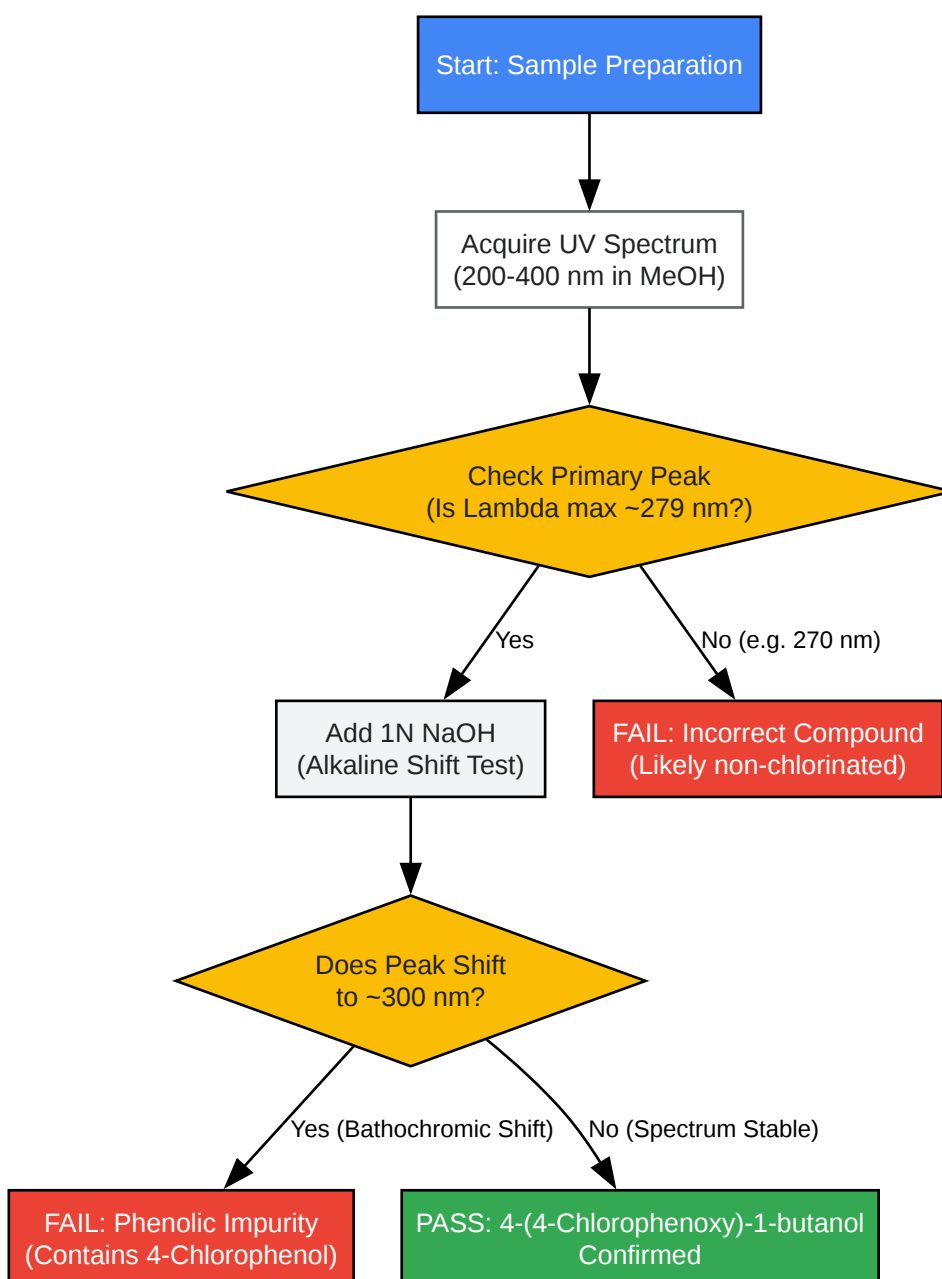 Start: Sample Preparation
Acquire UV Spectrum
(200-400 nm in MeOH)
Check Primary Peak
(Is Lambda max ~279 nm?)
Yes
No (e.g. 270 nm)
Add 1N NaOH
(Alkaline Shift Test)
FAIL: Incorrect Compound
(Likely non-chlorinated)
Does Peak Shift
to ~300 nm?
Yes (Bathochromic Shift)
No (Spectrum Stable)
FAIL: Phenolic Impurity
(Contains 4-Chlorophenol)
PASS: 4-(4-Chlorophenoxy)-1-butanol
Confirmed